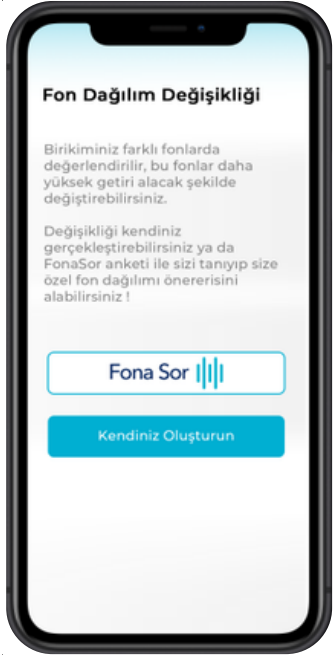 Fon Dağılım Değişikliği
Birikiminiz farklı fonlarda
değerlendirilir, bu fonlar daha
yüksek getiri alacak şekilde
değiştirebilirsiniz.
Değişikliği kendiniz
gerçekleştirebilirsiniz ya da
FonaSor anketi ile sizi tanıyıp size
özel fon dağılımı önererisini
alabilirsiniz !
Fona Sor
Kendiniz Oluşturun